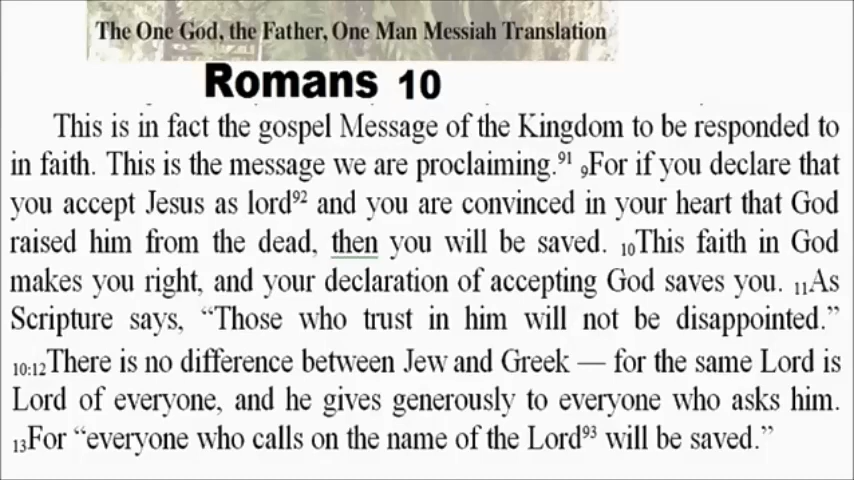 The One God, the Father, One Man Messiah Translation
Romans 10
This is in fact the gospel Message of the Kingdom to be responded to
in faith. This is the message we are proclaiming.⁹¹ ₉For if you declare that
you accept Jesus as lord⁹² and you are convinced in your heart that God
raised him from the dead, then you will be saved. ₁₀This faith in God
makes you right, and your declaration of accepting God saves you. ₁₁As
Scripture says, “Those who trust in him will not be disappointed.”
₁₀:₁₂There is no difference between Jew and Greek — for the same Lord is
Lord of everyone, and he gives generously to everyone who asks him.
₁₃For “everyone who calls on the name of the Lord⁹³ will be saved.”